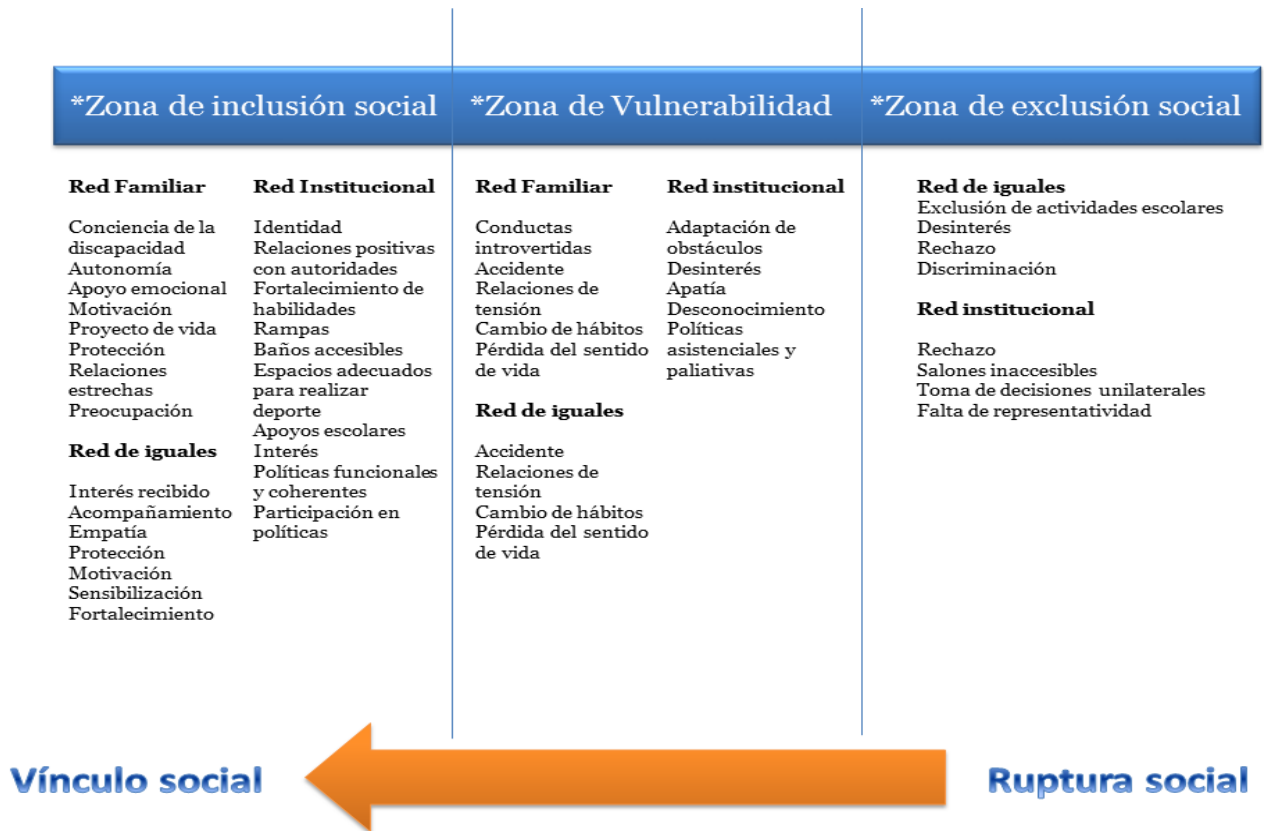 *Zona de inclusión social
*Zona de Vulnerabilidad
*Zona de exclusión social
Red Familiar
Conciencia de la
discapacidad
Autonomía
Apoyo emocional
Motivación
Proyecto de vida
Protección
Relaciones
estrechas
Preocupación
Red de iguales
Interés recibido
Acompañamiento
Empatía
Protección
Motivación
Sensibilización
Fortalecimiento
Red Institucional
Identidad
Relaciones positivas
con autoridades
Fortalecimiento de
habilidades
Rampas
Baños accesibles
Espacios adecuados
para realizar
deporte
Apoyos escolares
Interés
Políticas funcionales
y coherentes
Participación en
políticas
Red Familiar
Conductas
introvertidas
Accidente
Relaciones de
tensión
Cambio de hábitos
Pérdida del sentido
de vida
Red de iguales
Accidente
Relaciones de
tensión
Cambio de hábitos
Pérdida del sentido
de vida
Red institucional
Adaptación de
obstáculos
Desinterés
Apatía
Desconocimiento
Políticas
asistenciales y
paliativas
Red de iguales
Exclusión de actividades escolares
Desinterés
Rechazo
Discriminación
Red institucional
Rechazo
Salones inaccesibles
Toma de decisiones unilaterales
Falta de representatividad
Vínculo social
Ruptura social